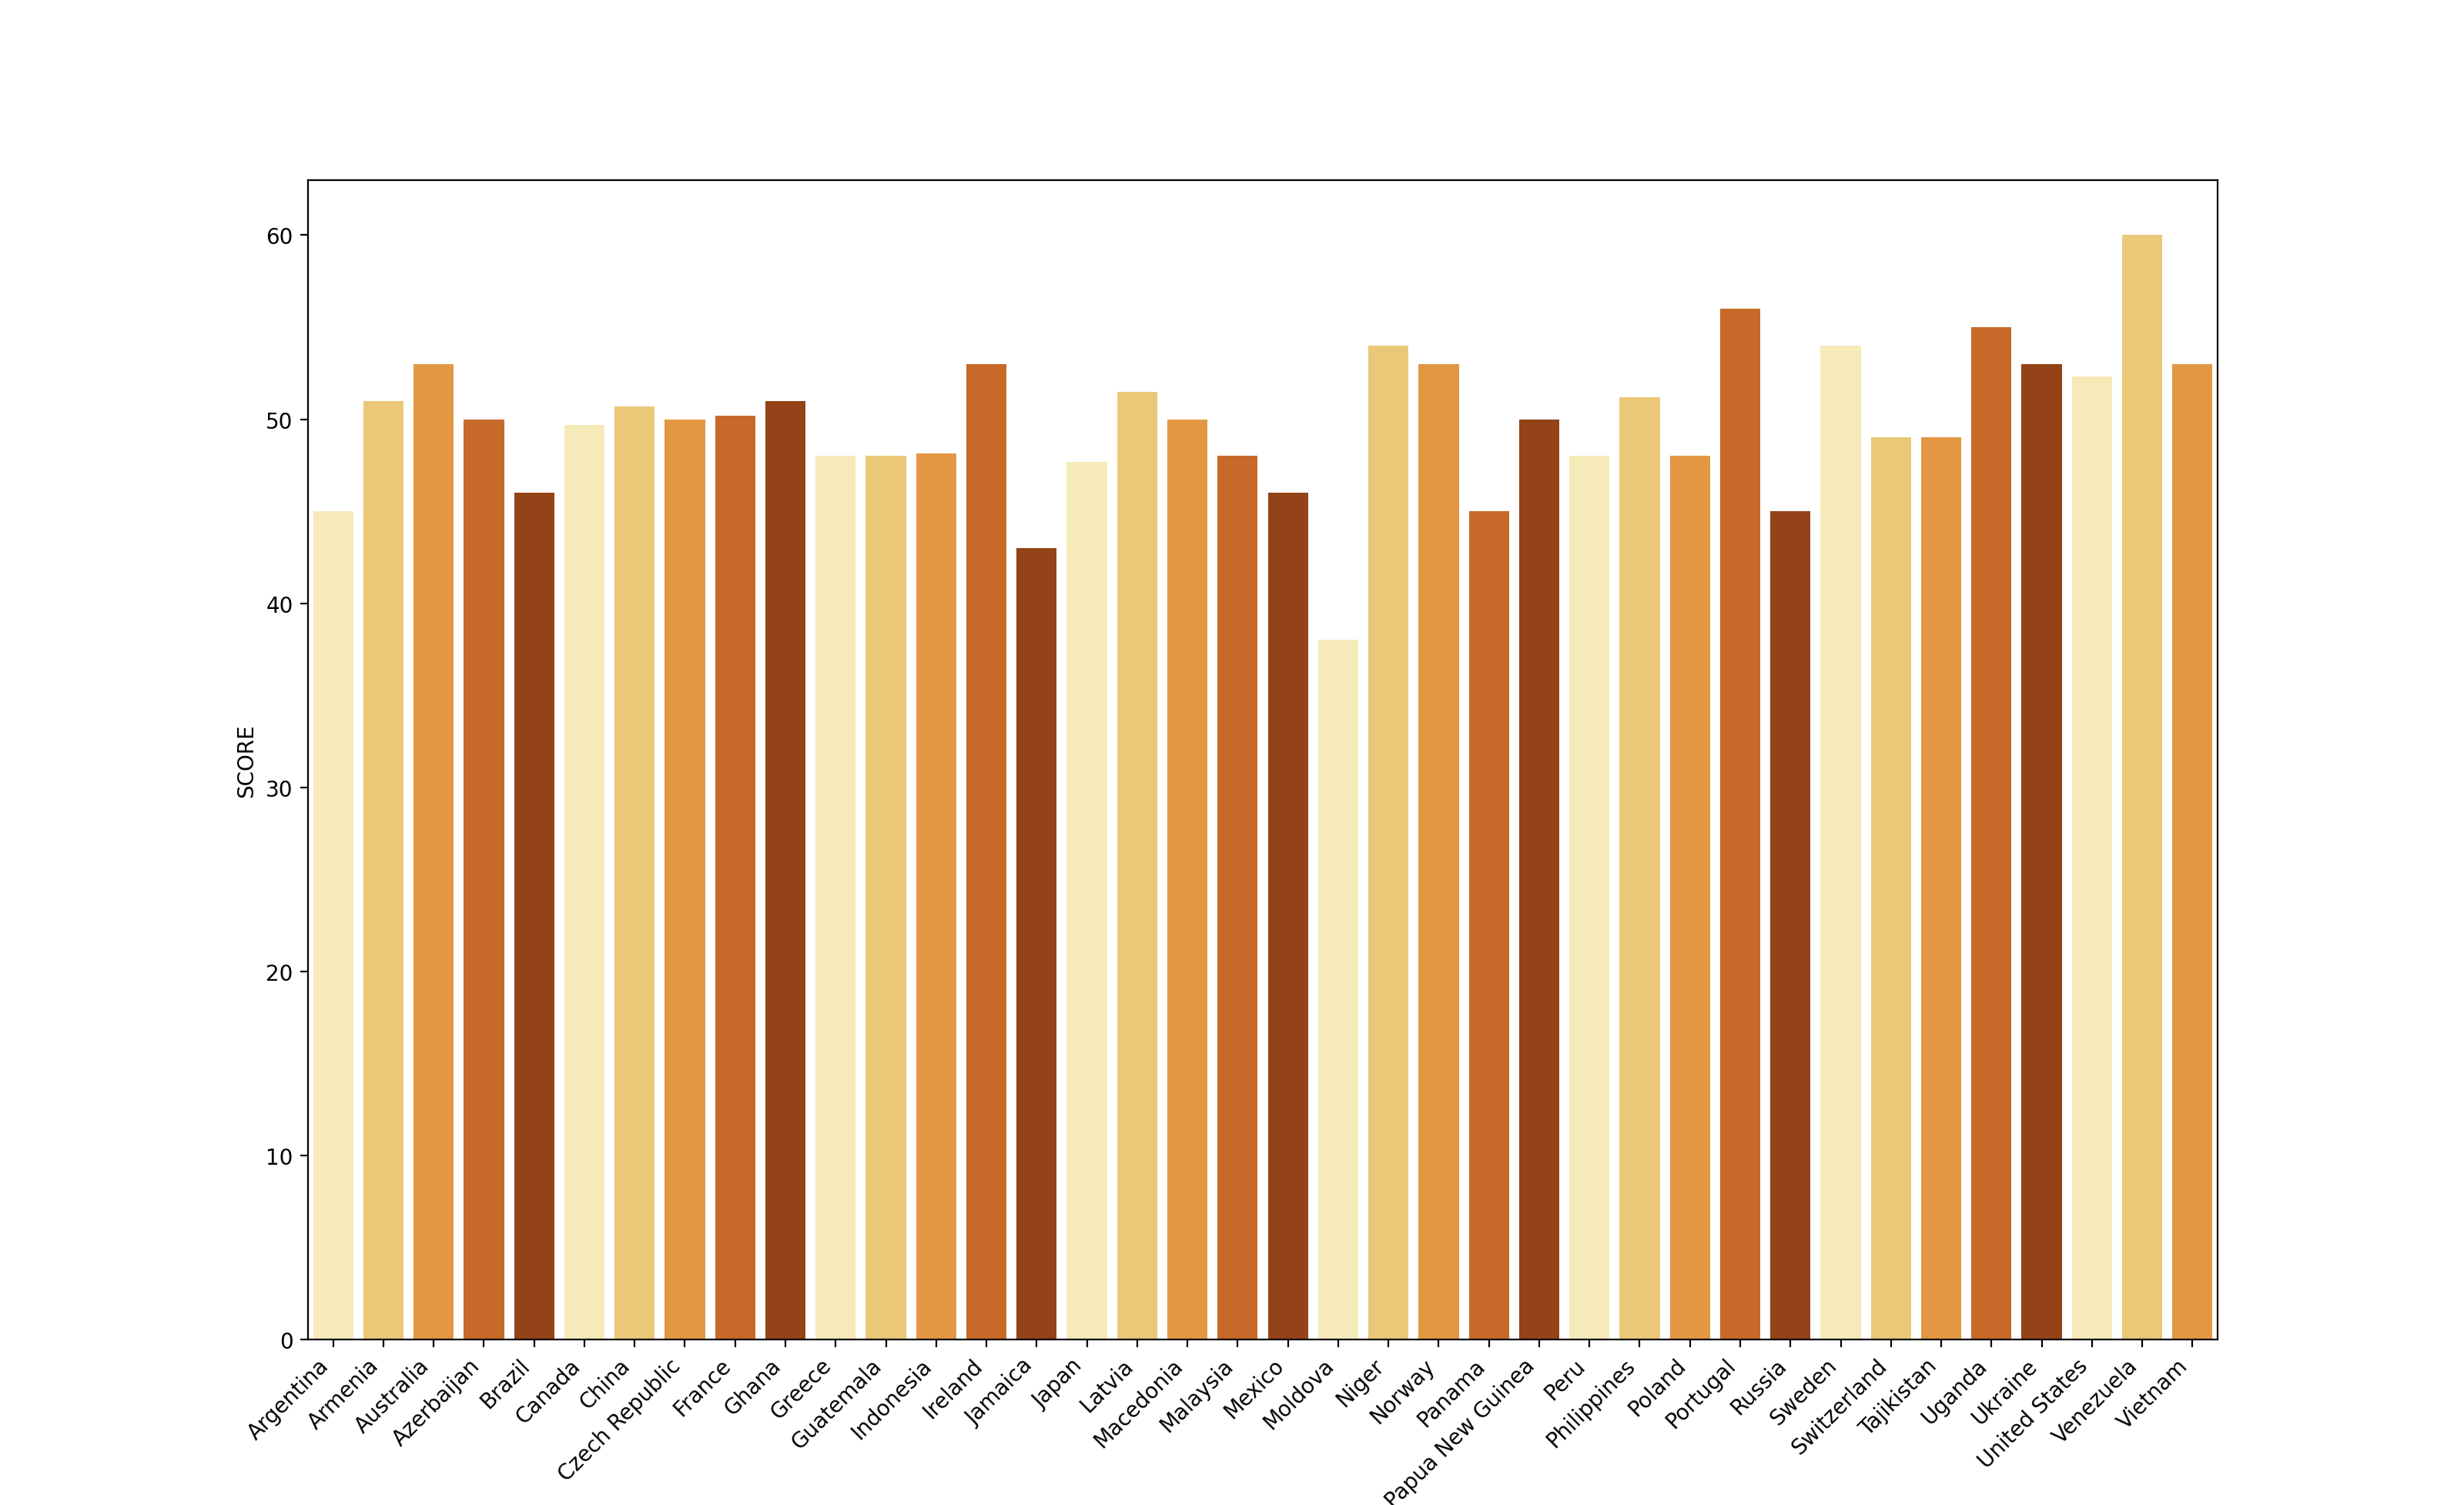 60
50
40
30
20
10
0
SCORE
Argentina
Armenia
Australia
Azerbaijan
Brazil
Canada
China
Czech Republic
France
Ghana
Greece
Guatemala
Indonesia
Ireland
Jamaica
Japan
Latvia
Macedonia
Malaysia
Mexico
Moldova
Niger
Norway
Panama
Papua New Guinea
Peru
Philippines
Poland
Portugal
Russia
Sweden
Switzerland
Tajikistan
Uganda
Ukraine
United States
Venezuela
Vietnam